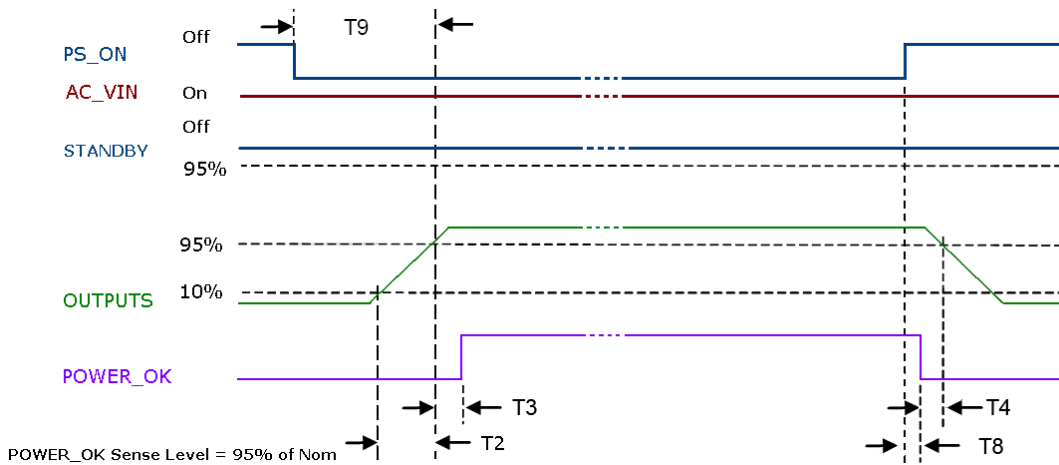 T9
Off
PS_ON
AC_VIN
On
Off
STANDBY
95%
95%
10%
OUTPUTS
POWER_OK
T3
T4
T2
T8
POWER_OK Sense Level = 95% of Nom